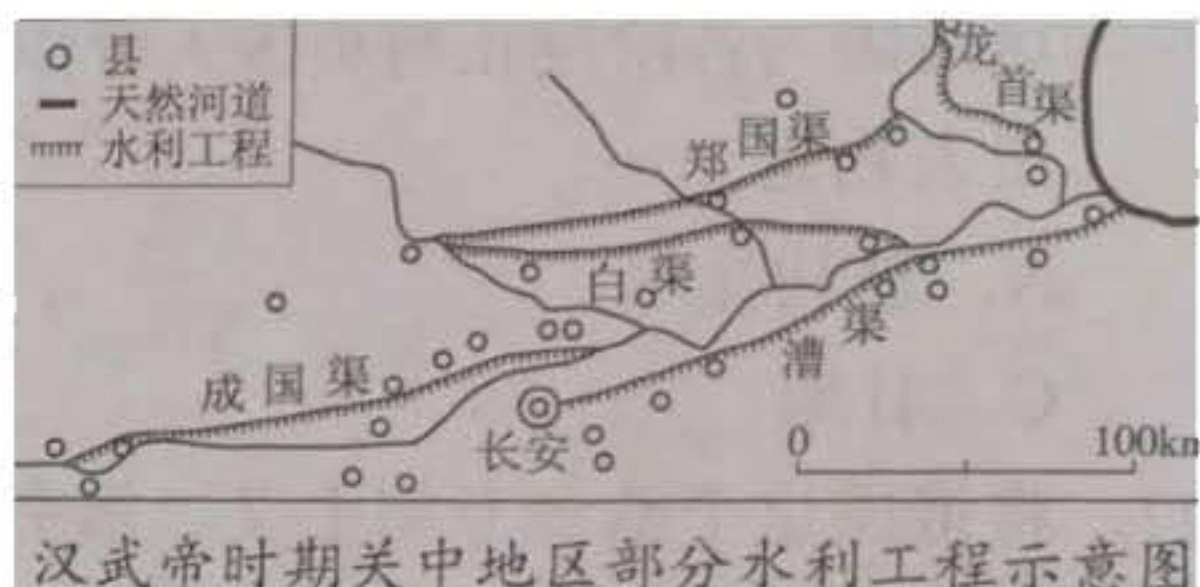 县
天然河道
水利工程
龙首渠
郑国渠
白渠
漕渠
成国渠
长安
0 100km
汉武帝时期关中地区部分水利工程示意图